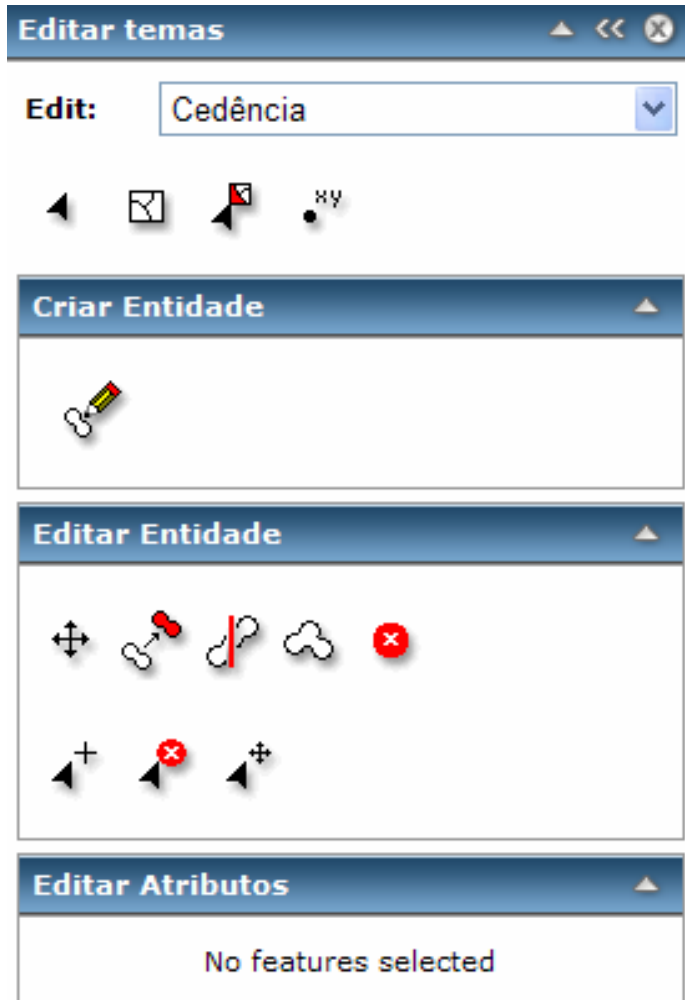 Editar temas
Edit: Cedência
xy
Criar Entidade
Editar Entidade
Editar Atributos
No features selected